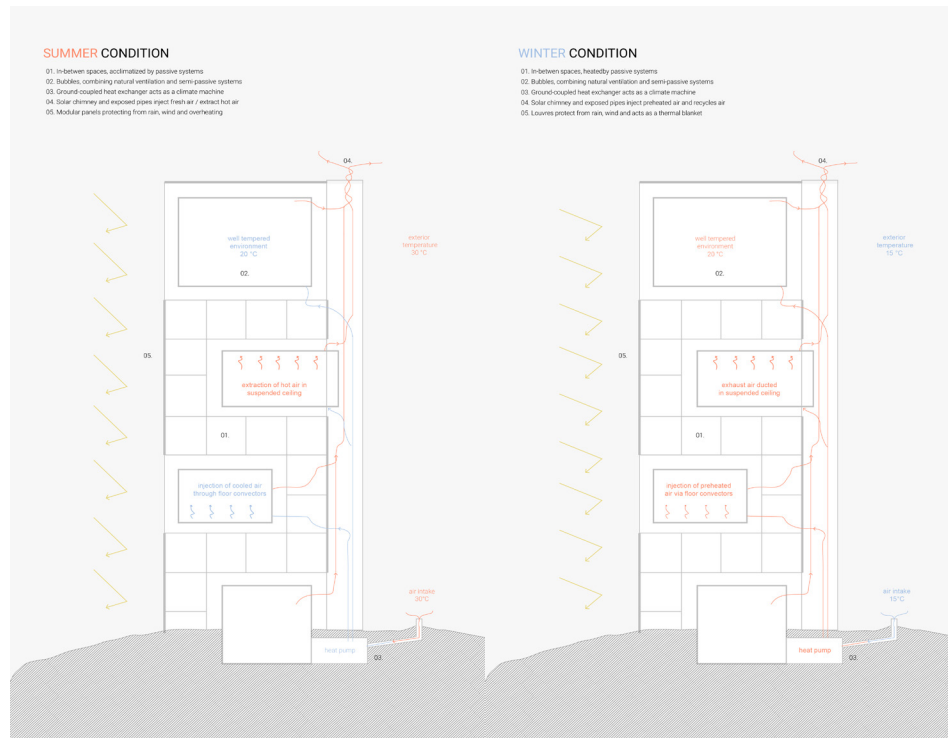 SUMMER CONDITION
01. In-betwen spaces, acclimatized by passive systems
02. Bubbles, combining natural ventilation and semi-passive systems
03. Ground-coupled heat exchanger acts as a climate machine
04. Solar chimney and exposed pipes inject fresh air / extract hot air
05. Modular panels protecting from rain, wind and overheating
04.
well tempered
environment
20 °C
02.
exterior
temperature
30 °C
05.
extraction of hot air in
suspended ceiling
01.
injection of cooled air
through floor convectors
air intake
30°C
heat pump
03.
WINTER CONDITION
01. In-betwen spaces, heatedby passive systems
02. Bubbles, combining natural ventilation and semi-passive systems
03. Ground-coupled heat exchanger acts as a climate machine
04. Solar chimney and exposed pipes inject preheated air and recycles air
05. Louvres protect from rain, wind and acts as a thermal blanket
04.
well tempered
environment
20 °C
02.
exterior
temperature
15 °C
05.
exhaust air ducted
in suspended ceiling
01.
injection of preheated
air via floor convectors
air intake
15°C
heat pump
03.